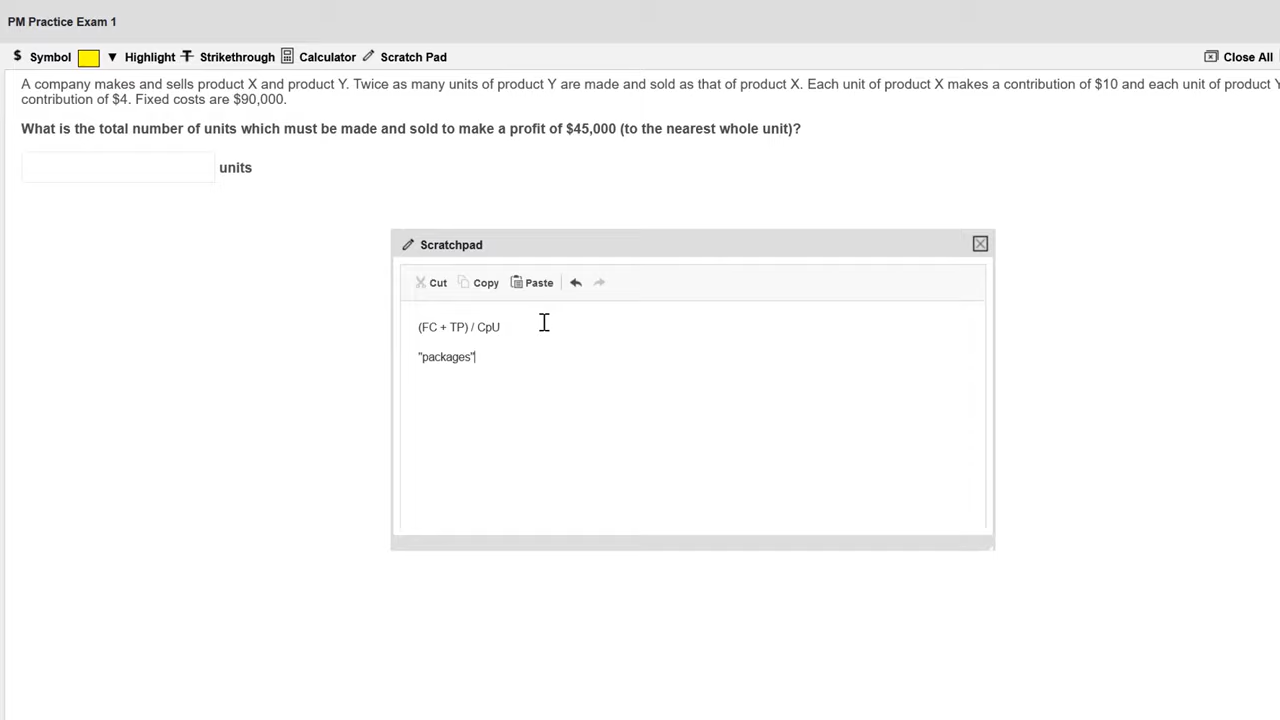 PM Practice Exam 1
$ Symbol ▼ Highlight Strikethrough Calculator Scratch Pad Close All
A company makes and sells product X and product Y. Twice as many units of product Y are made and sold as that of product X. Each unit of product X makes a contribution of $10 and each unit of product Y
contribution of $4. Fixed costs are $90,000.
What is the total number of units which must be made and sold to make a profit of $45,000 (to the nearest whole unit)?
units
Scratchpad
Cut Copy Paste
(FC + TP) / CpU
"packages"